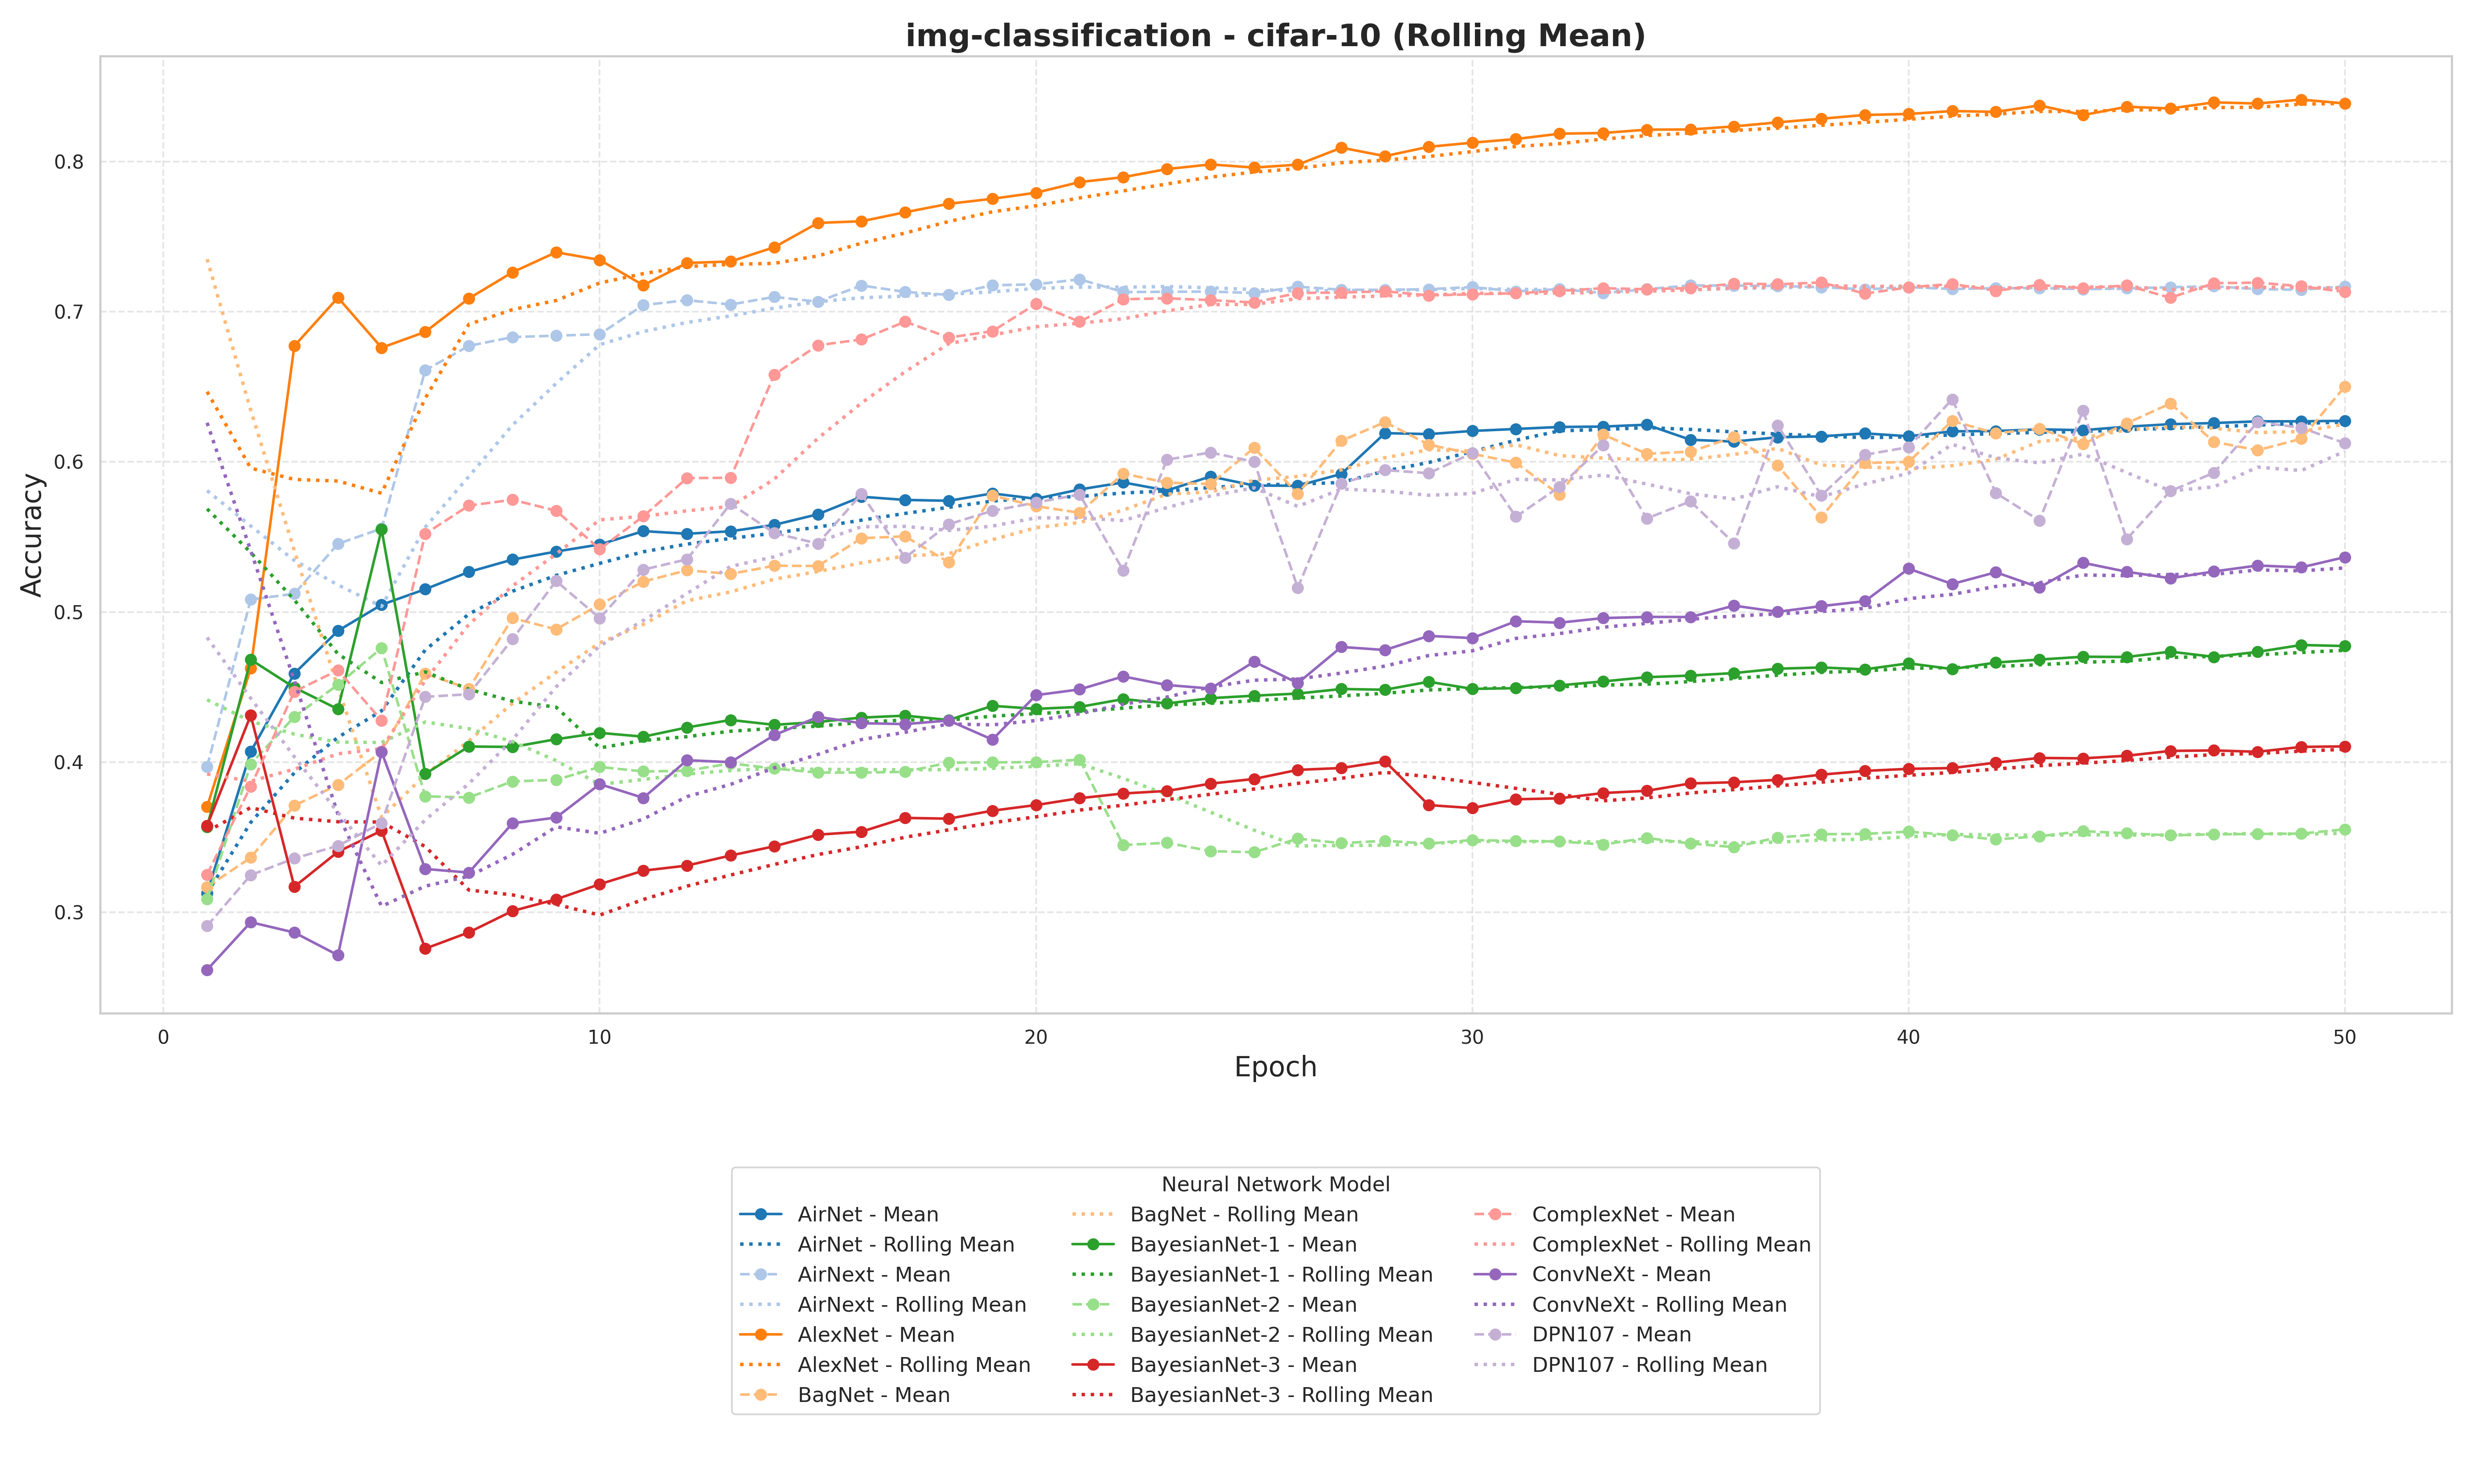 img-classification - cifar-10 (Rolling Mean)
Accuracy
0.8
0.7
0.6
0.5
0.4
0.3
0 10 20 30 40 50
Epoch
Neural Network Model
AirNet - Mean
AirNet - Rolling Mean
AirNext - Mean
AirNext - Rolling Mean
AlexNet - Mean
AlexNet - Rolling Mean
BagNet - Mean
BagNet - Rolling Mean
BayesianNet-1 - Mean
BayesianNet-1 - Rolling Mean
BayesianNet-2 - Mean
BayesianNet-2 - Rolling Mean
BayesianNet-3 - Mean
BayesianNet-3 - Rolling Mean
ComplexNet - Mean
ComplexNet - Rolling Mean
ConvNeXt - Mean
ConvNeXt - Rolling Mean
DPN107 - Mean
DPN107 - Rolling Mean